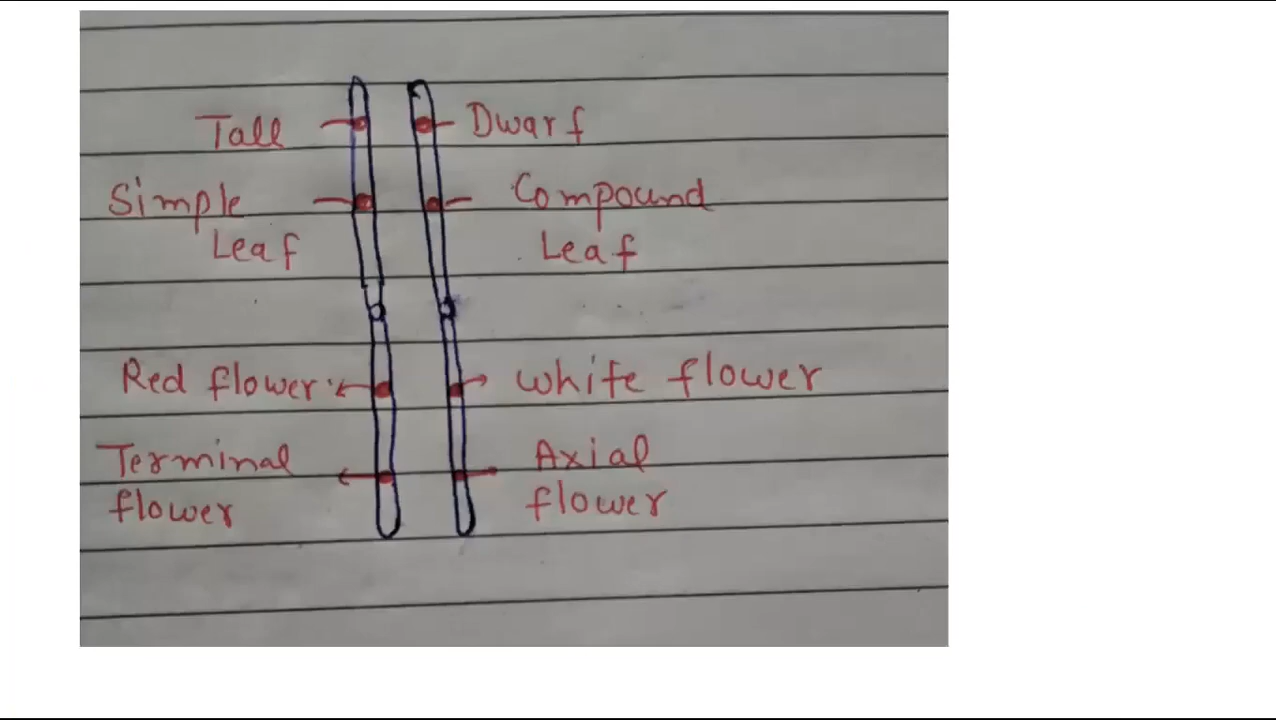 Tall Dwarf
Simple Compound
Leaf Leaf
Red flower White flower
Terminal Axial
flower flower